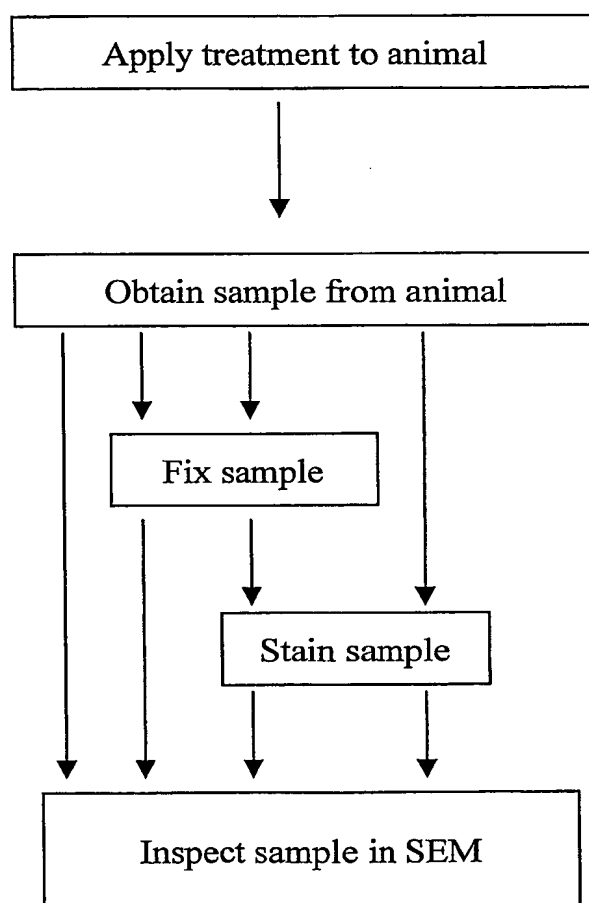 Apply treatment to animal
Obtain sample from animal
Fix sample
Stain sample
Inspect sample in SEM